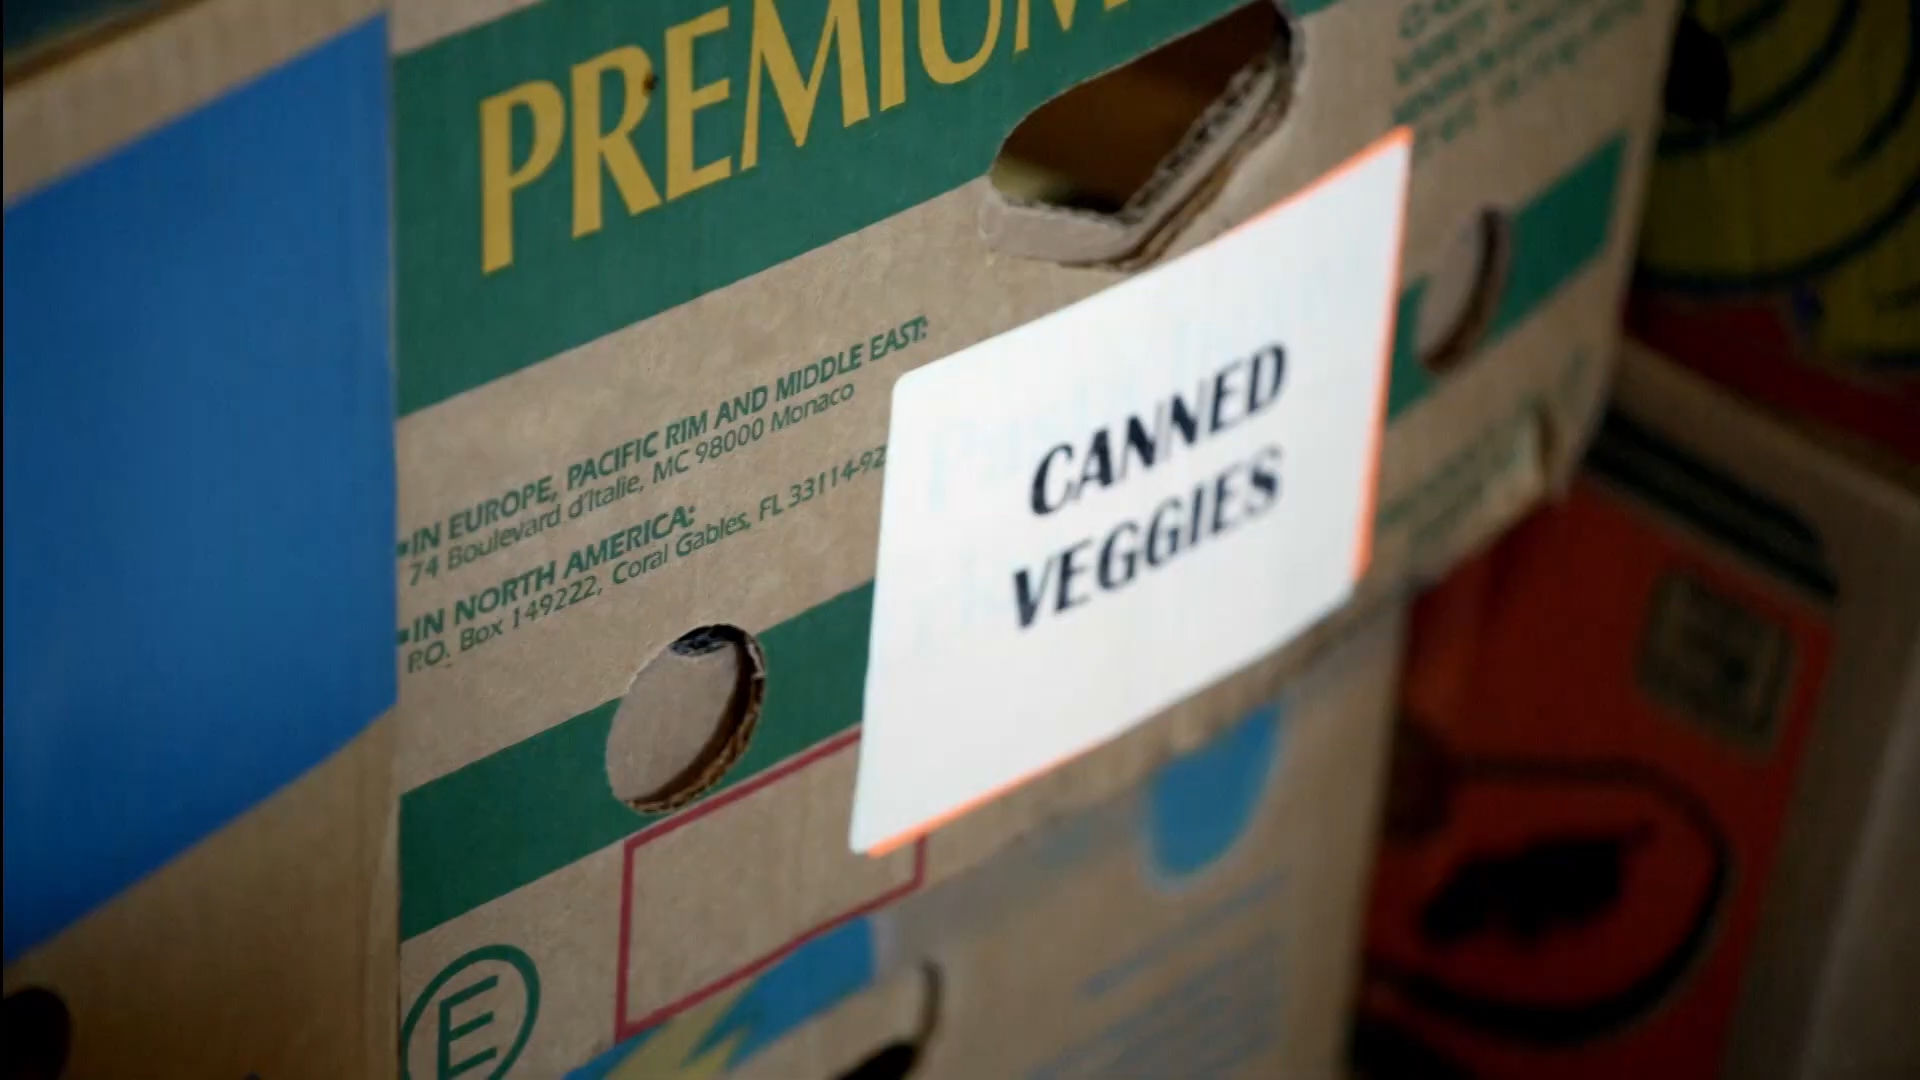 PREMIUM
▪IN EUROPE, PACIFIC RIM AND MIDDLE EAST:
74 Boulevard d'Italie, MC 98000 Monaco
▪IN NORTH AMERICA:
P.O. Box 149222, Coral Gables, FL 33114-92
CANNED
VEGGIES
E